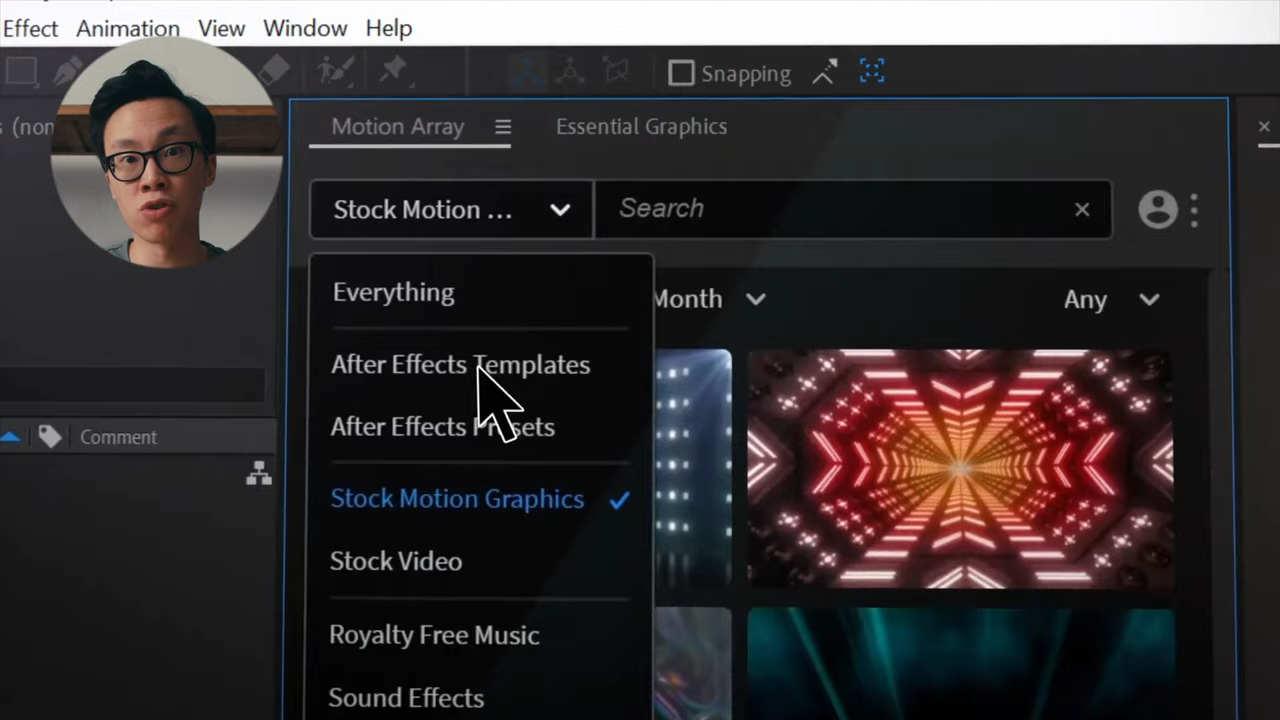 Effect Animation View Window Help
Snapping
(non
Motion Array Essential Graphics
Stock Motion ... Search
Everything
Month Any
After Effects Templates
After Effects Presets
Comment
Stock Motion Graphics
Stock Video
Royalty Free Music
Sound Effects